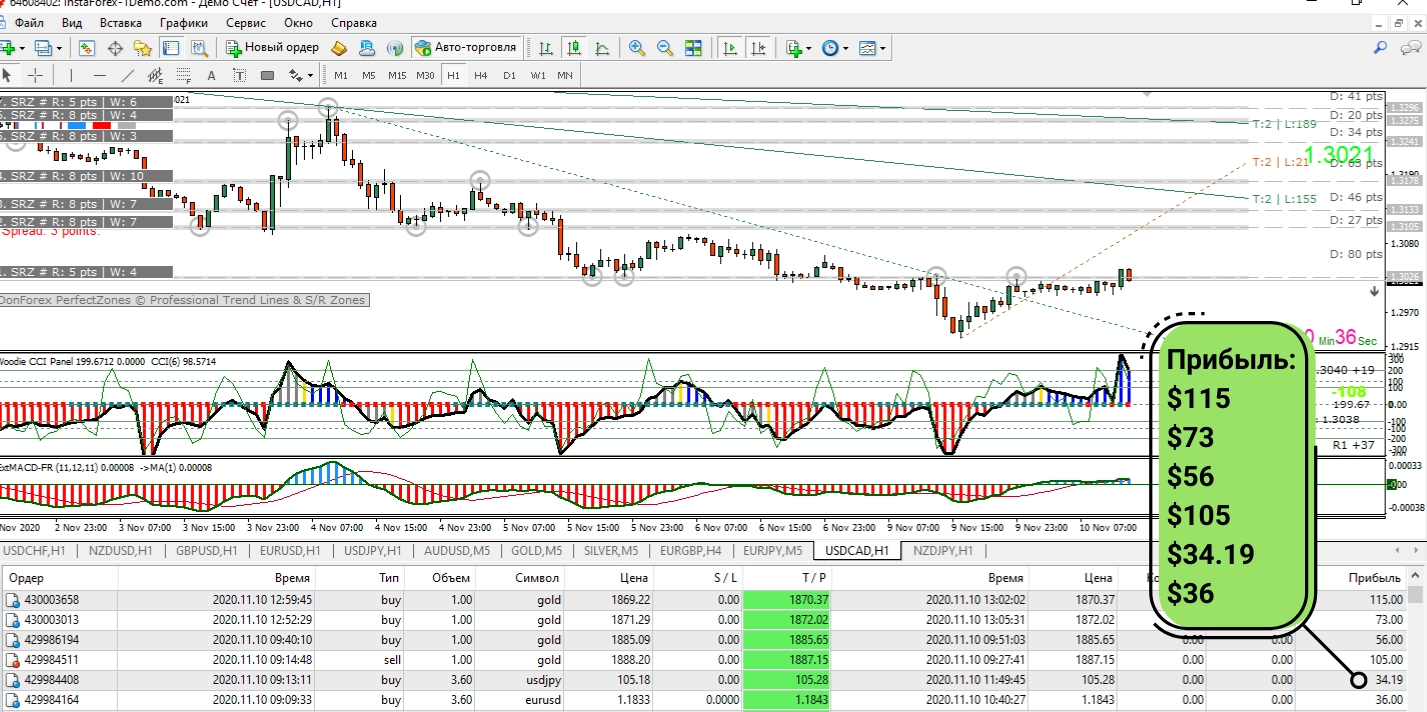 64608402: InstaForex-1Demo.com - Демо Счет - [USDCAD,H1]
Файл Вид Вставка Графики Сервис Окно Справка
Новый ордер Авто-торговля
A T M1 M5 M15 M30 H1 H4 D1 W1 MN
. SRZ # R: 5 pts | W: 6 021
. SRZ # R: 8 pts | W: 4
. SRZ # R: 8 pts | W: 3
. SRZ # R: 8 pts | W: 10
. SRZ # R: 8 pts | W: 7
2. SRZ # R: 8 pts | W: 7
Spread: 3 points.
. SRZ # R: 5 pts | W: 4
DonForex PerfectZones © Professional Trend Lines & S/R Zones
D: 41 pts
1.3296
D: 20 pts
1.3275
T:2 | L:189
D: 34 pts
1.3241
1.3021
T:2 | L:21
D: 63 pts
1.3190
1.3178
T:2 | L:155
D: 46 pts
1.3133
D: 27 pts
1.3105
1.3080
D: 80 pts
1.3026
1.3021
1.2970
0 Min36Sec
1.2915
Woodie CCI Panel 199.6712 0.0000 CCI(6) 98.5714
300
200
100
0.00
-100
-200
-300
.3040 +19
-108
199.67
1.3038
R1 +37
ExtMACD-FR (11,12,11) 0.00008 ->MA(1) 0.00008
0.00033
0.00
-0.00038
Nov 2020 2 Nov 23:00 3 Nov 07:00 3 Nov 15:00 3 Nov 23:00 4 Nov 07:00 4 Nov 15:00 4 Nov 23:00 5 Nov 07:00 5 Nov 15:00 5 Nov 23:00 6 Nov 07:00 6 Nov 15:00 6 Nov 23:00 9 Nov 07:00 9 Nov 15:00 9 Nov 23:00 10 Nov 07:00
USDCHF,H1 NZDUSD,H1 GBPUSD,H1 EURUSD,H1 USDJPY,H1 AUDUSD,M5 GOLD,M5 SILVER,M5 EURGBP,H4 EURJPY,M5 USDCAD,H1 NZDJPY,H1
Прибыль:
$115
$73
$56
$105
$34.19
$36
Ордер Время Тип Объем Символ Цена S / L T / P Время Цена Прибыль
430003658 2020.11.10 12:59:45 buy 1.00 gold 1869.22 0.00 1870.37 2020.11.10 13:02:02 1870.37 115.00
430003013 2020.11.10 12:52:29 buy 1.00 gold 1871.29 0.00 1872.02 2020.11.10 13:05:31 1872.02 73.00
429986194 2020.11.10 09:40:10 buy 1.00 gold 1885.09 0.00 1885.65 2020.11.10 09:51:03 1885.65 0.00 0.00 56.00
429984511 2020.11.10 09:14:48 sell 1.00 gold 1888.20 0.00 1887.15 2020.11.10 09:27:41 1887.15 0.00 0.00 105.00
429984408 2020.11.10 09:13:11 buy 3.60 usdjpy 105.18 0.00 105.28 2020.11.10 11:49:45 105.28 0.00 0.00 34.19
429984164 2020.11.10 09:09:33 buy 3.60 eurusd 1.1833 0.0000 1.1843 2020.11.10 10:40:27 1.1843 0.00 0.00 36.00